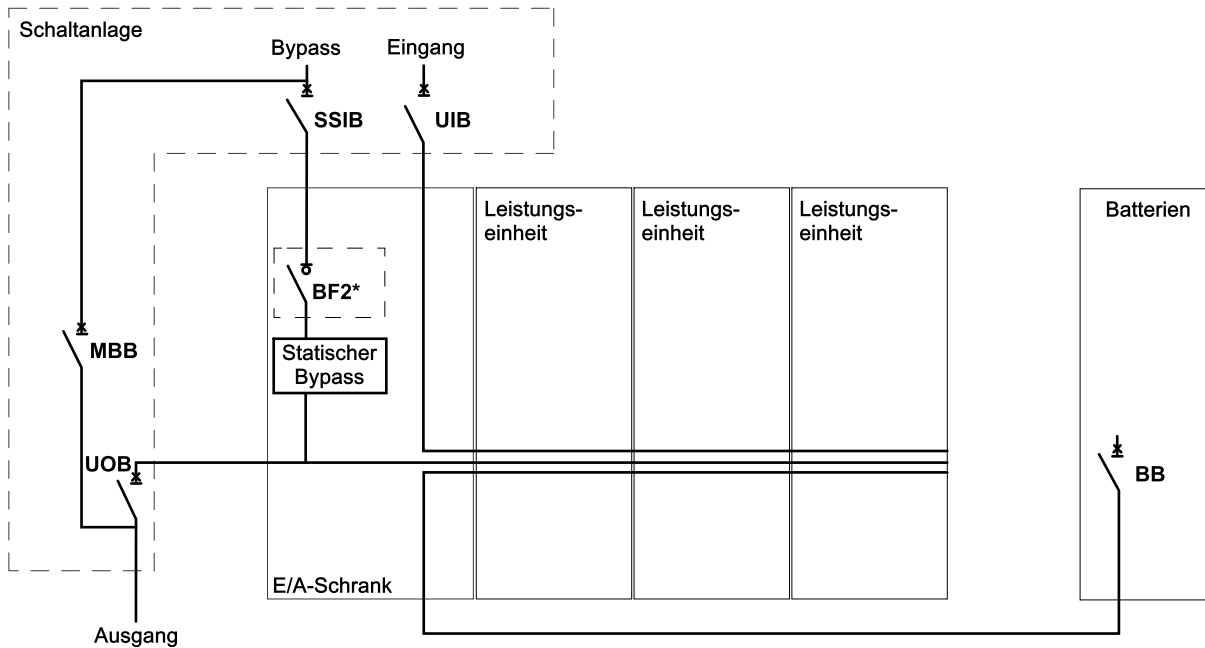 Schaltanlage
Bypass
Eingang
SSIB
UIB
Leistungs-
einheit
Leistungs-
einheit
Leistungs-
einheit
Batterien
BF2*
MBB
Statischer
Bypass
UOB
BB
E/A-Schrank
Ausgang